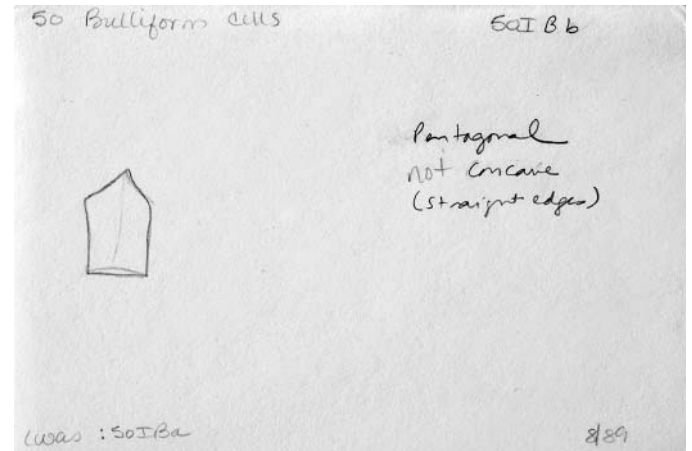 50 Bulliform cells
50I B b
Pentagonal
not concave
(straight edges)
(was : 50IBa
8/89